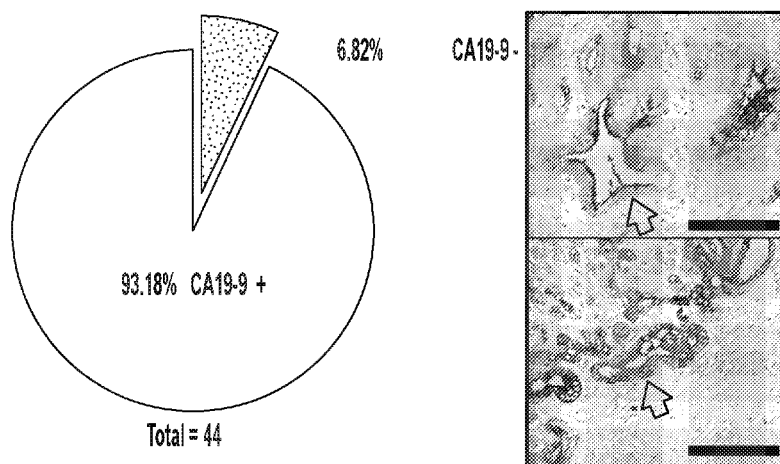 6.82% CA19-9 -
93.18% CA19-9 +
Total = 44